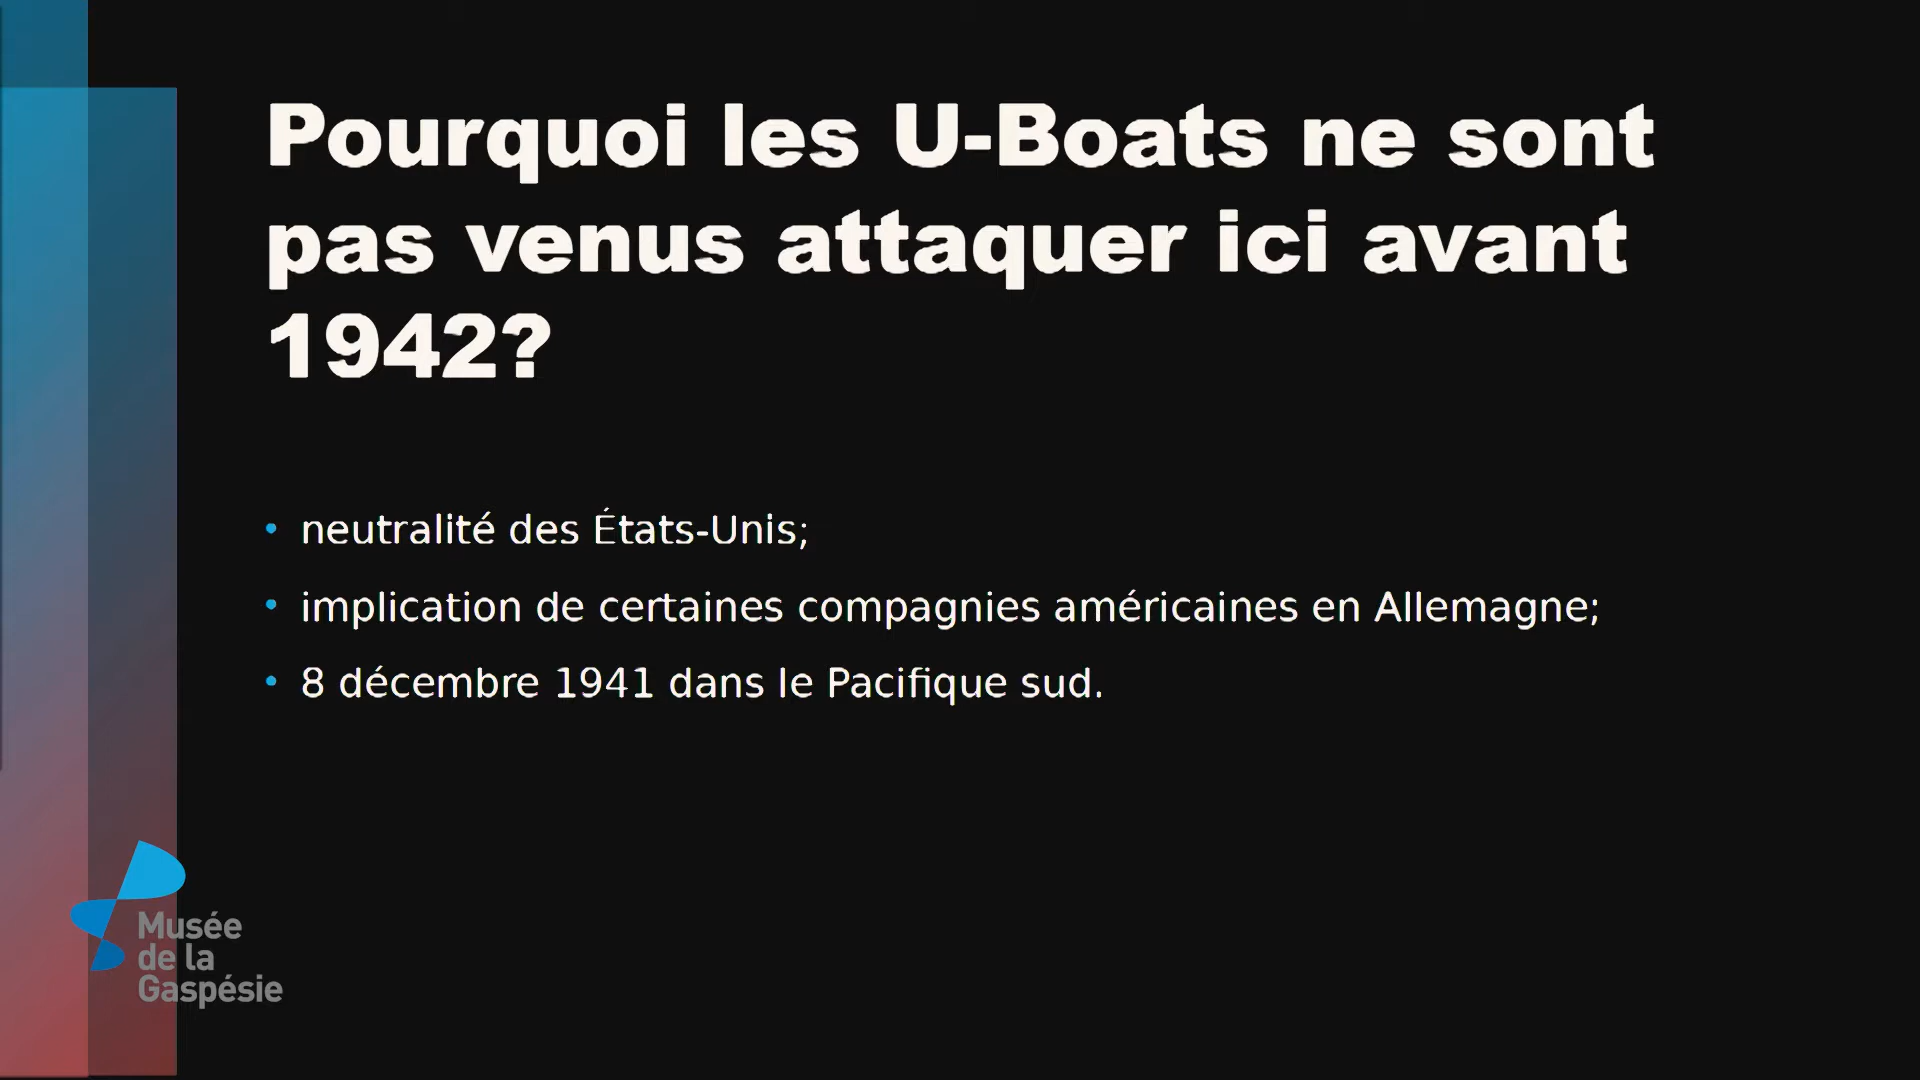 Pourquoi les U-Boats ne sont
pas venus attaquer ici avant
1942?
• neutralité des États-Unis;
• implication de certaines compagnies américaines en Allemagne;
• 8 décembre 1941 dans le Pacifique sud.
Musée
de la
Gaspésie